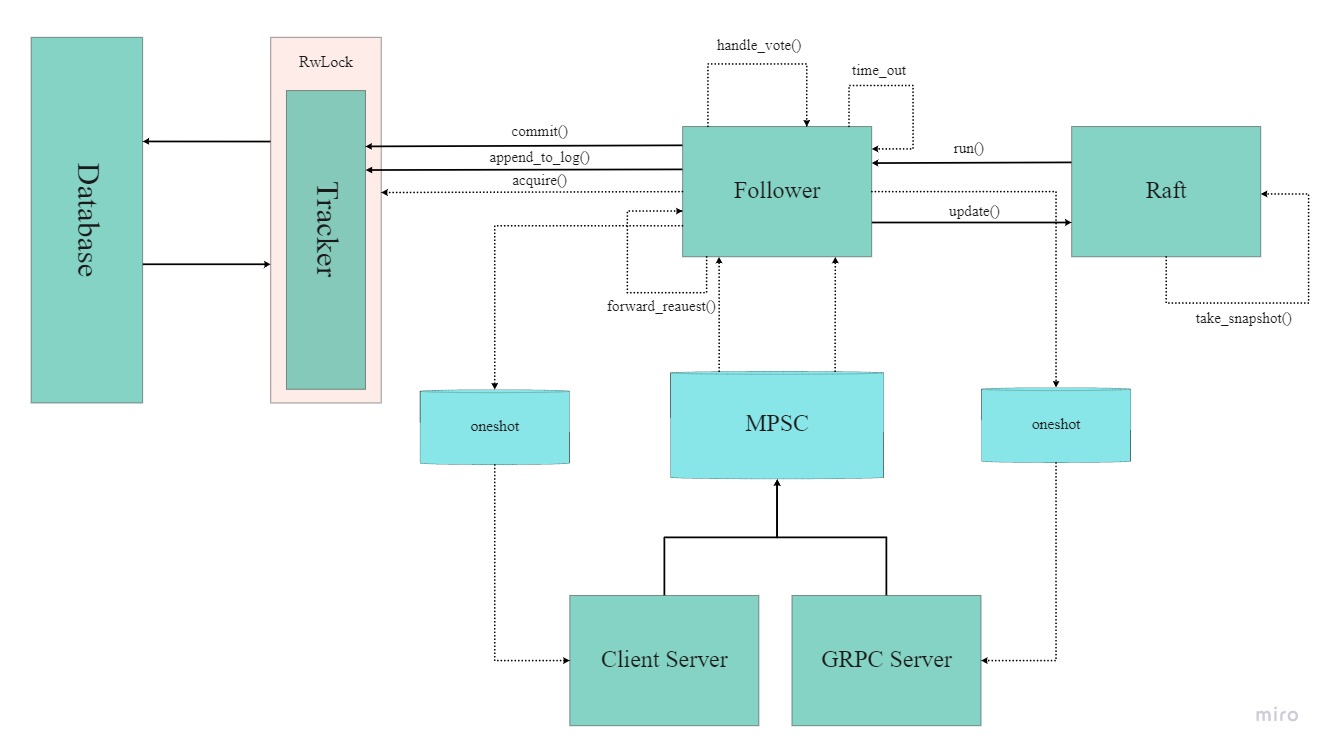 handle_vote()
RwLock
time_out
commit()
run()
append_to_log()
acquire()
Database
Tracker
Follower
Raft
update()
forward_reauest()
take_snapshot()
oneshot
MPSC
oneshot
Client Server
GRPC Server
miro